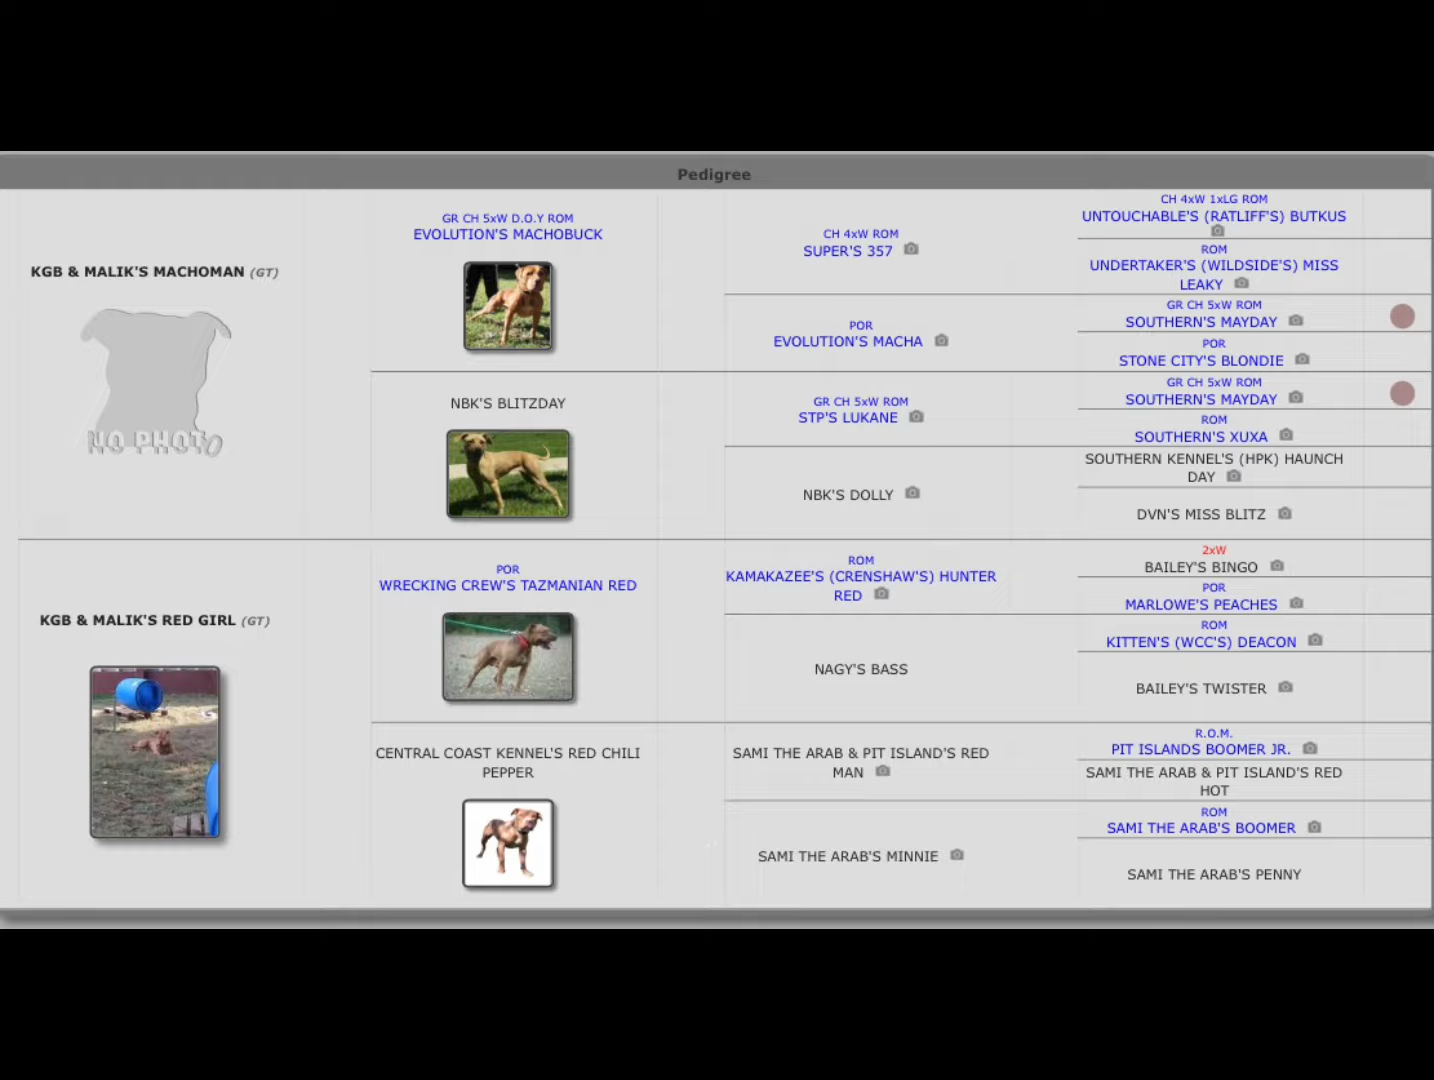 Pedigree
KGB & MALIK'S MACHOMAN (GT)
NO PHOTO
GR CH 5xW D.O.Y ROM
EVOLUTION'S MACHOBUCK
CH 4xW ROM
SUPER'S 357
CH 4xW 1xLG ROM
UNTOUCHABLE'S (RATLIFF'S) BUTKUS
ROM
UNDERTAKER'S (WILDSIDE'S) MISS
LEAKY
POR
EVOLUTION'S MACHA
GR CH 5xW ROM
SOUTHERN'S MAYDAY
POR
STONE CITY'S BLONDIE
NBK'S BLITZDAY
GR CH 5xW ROM
STP'S LUKANE
GR CH 5xW ROM
SOUTHERN'S MAYDAY
ROM
SOUTHERN'S XUXA
NBK'S DOLLY
SOUTHERN KENNEL'S (HPK) HAUNCH
DAY
DVN'S MISS BLITZ
KGB & MALIK'S RED GIRL (GT)
POR
WRECKING CREW'S TAZMANIAN RED
ROM
KAMAKAZEE'S (CRENSHAW'S) HUNTER
RED
2xW
BAILEY'S BINGO
POR
MARLOWE'S PEACHES
NAGY'S BASS
ROM
KITTEN'S (WCC'S) DEACON
BAILEY'S TWISTER
CENTRAL COAST KENNEL'S RED CHILI
PEPPER
SAMI THE ARAB & PIT ISLAND'S RED
MAN
R.O.M.
PIT ISLANDS BOOMER JR.
SAMI THE ARAB & PIT ISLAND'S RED
HOT
SAMI THE ARAB'S MINNIE
ROM
SAMI THE ARAB'S BOOMER
SAMI THE ARAB'S PENNY